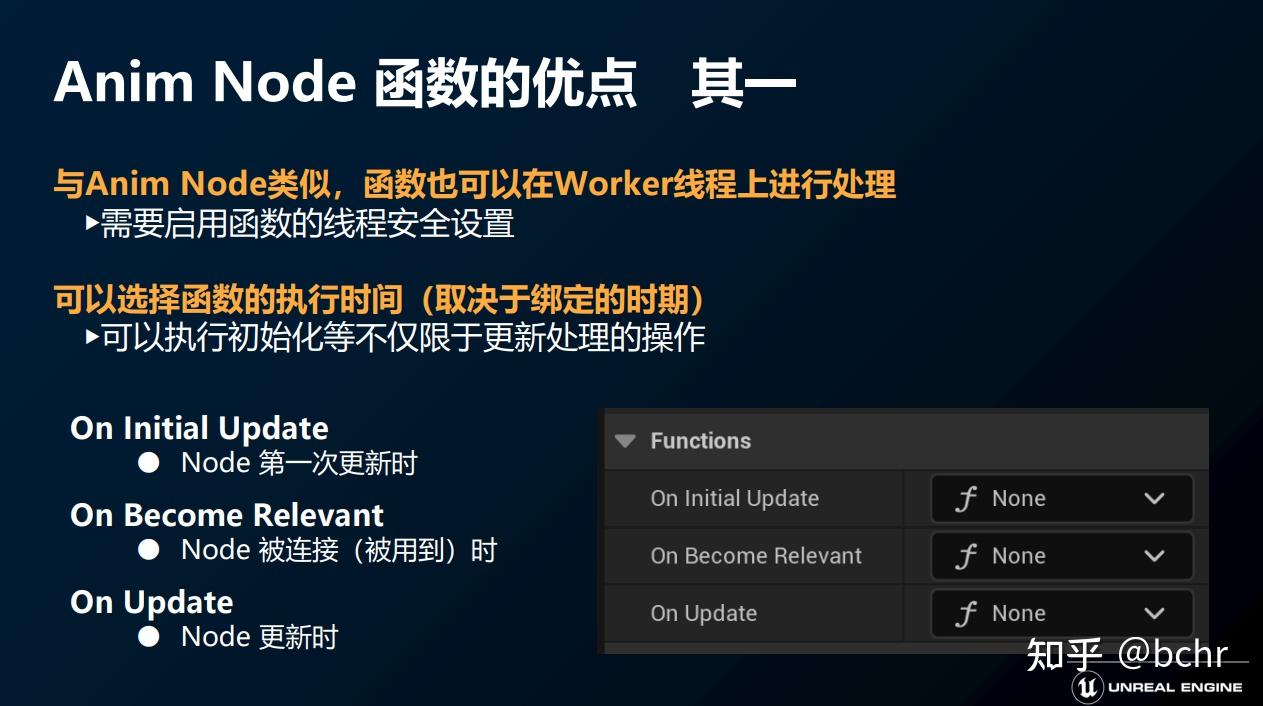 Anim Node 函数的优点 其一
与Anim Node类似，函数也可以在Worker线程上进行处理
▶需要启用函数的线程安全设置
可以选择函数的执行时间（取决于绑定的时期）
▶可以执行初始化等不仅限于更新处理的操作
On Initial Update
● Node 第一次更新时
On Become Relevant
● Node 被连接（被用到）时
On Update
● Node 更新时
Functions
On Initial Update None
On Become Relevant None
On Update None
知乎 @bchr
UNREAL ENGINE